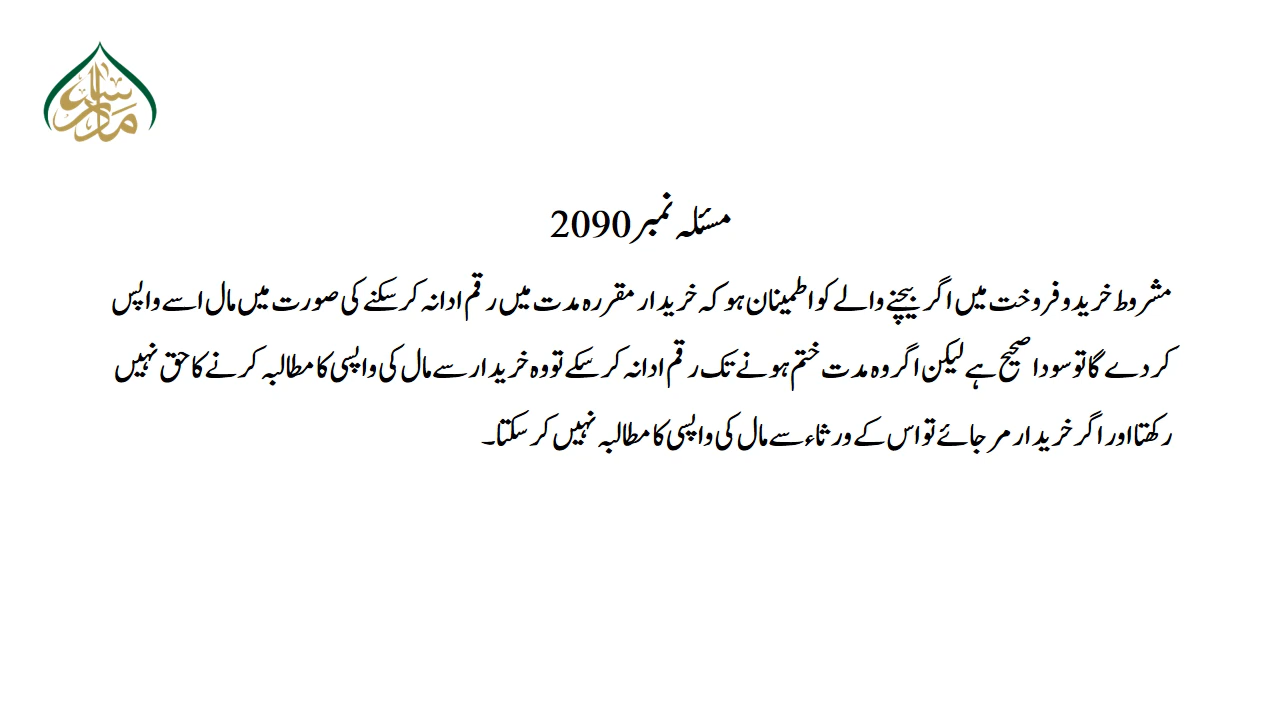 مدارس
مسئلہ نمبر 2090
مشروط خرید و فروخت میں اگر بیچنے والے کو اطمینان ہو کہ خریدار مقررہ مدت میں رقم ادا نہ کر سکنے کی صورت میں مال اسے واپس
کر دے گا تو سودا صحیح ہے لیکن اگر وہ مدت ختم ہونے تک رقم ادا نہ کر سکے تو وہ خریدار سے مال کی واپسی کا مطالبہ کرنے کا حق نہیں
رکھتا اور اگر خریدار مر جائے تو اس کے ورثاء سے مال کی واپسی کا مطالبہ نہیں کر سکتا۔